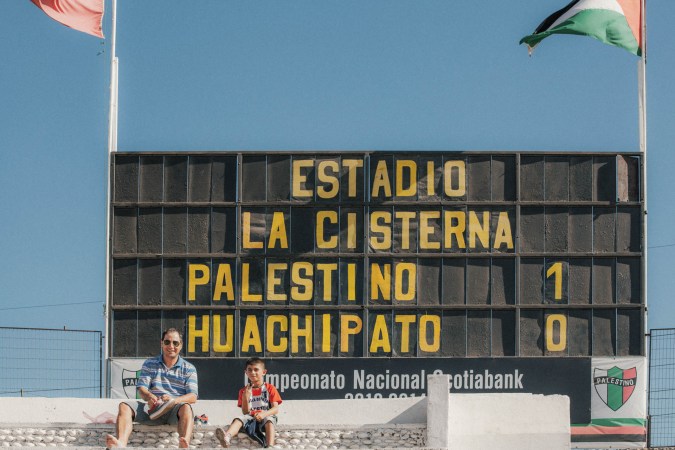 ESTADIO
LA CISTERNA
PALESTINO 1
HUACHIPATO 0
Campeonato Nacional Scotiabank
PALESTINO